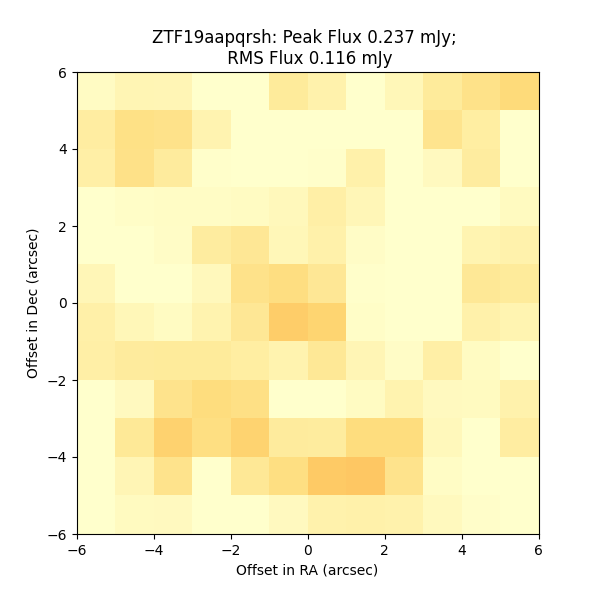 ZTF19aapqrsh: Peak Flux 0.237 mJy;
RMS Flux 0.116 mJy
6
4
2
0
−2
−4
−6
Offset in Dec (arcsec)
−6 −4 −2 0 2 4 6
Offset in RA (arcsec)